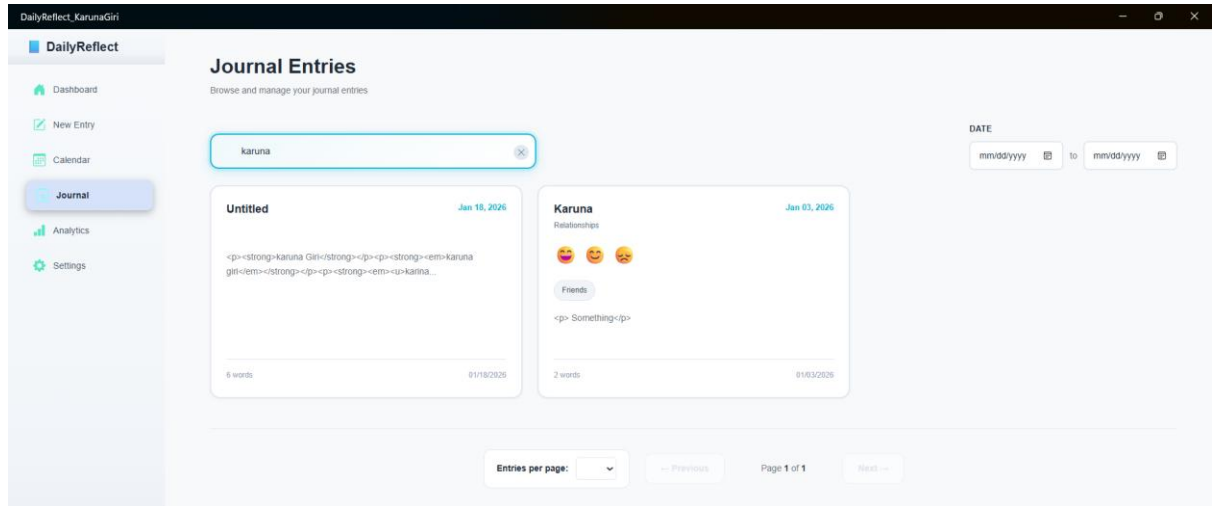 DailyReflect_KarunaGiri
DailyReflect
Dashboard
New Entry
Calendar
Journal
Analytics
Settings
Journal Entries
Browse and manage your journal entries
karuna
DATE
mm/dd/yyyy to mm/dd/yyyy
Untitled Jan 18, 2026
<p><strong>karuna Giri</strong></p><p><strong><em>karuna
giri</em></strong></p><p><strong><em><u>karina...
6 words 01/18/2026
Karuna Jan 03, 2026
Relationships
Friends
<p> Something</p>
2 words 01/03/2026
Entries per page:
← Previous
Page 1 of 1
Next →